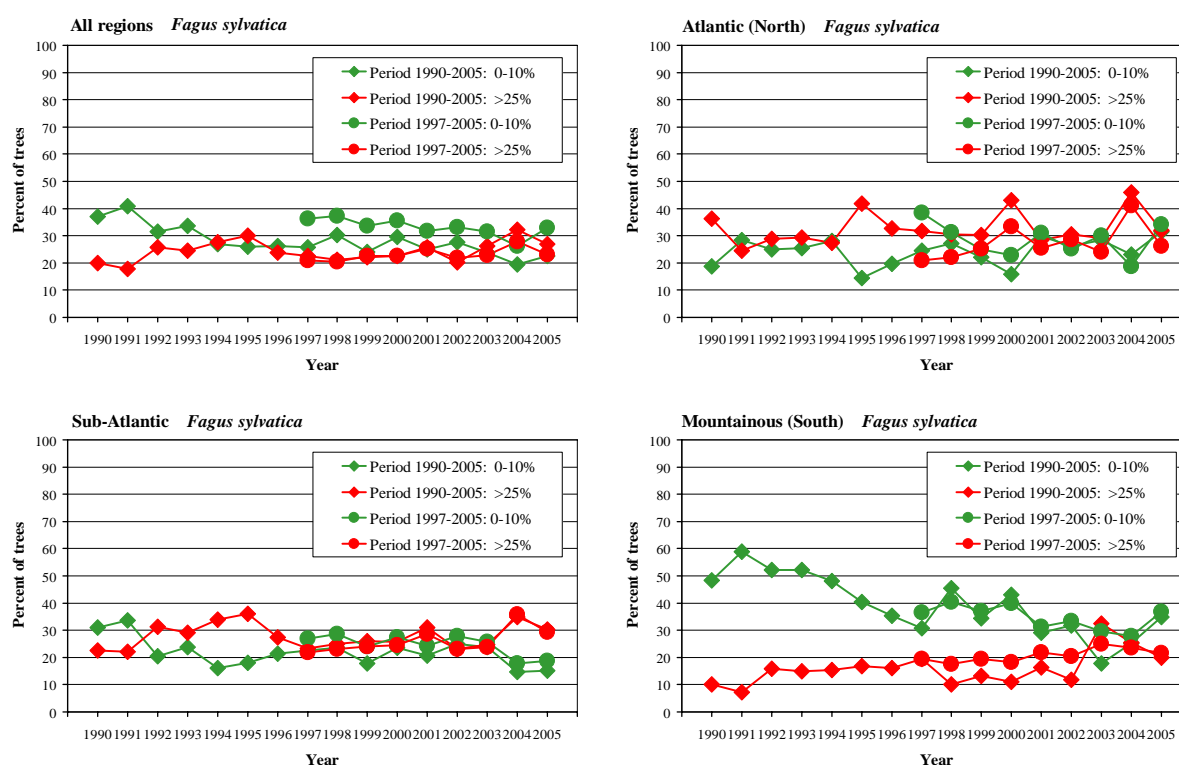 All regions Fagus sylvatica
100
90
80
70
60
50
40
30
20
10
0
Percent of trees
Period 1990-2005: 0-10%
Period 1990-2005: >25%
Period 1997-2005: 0-10%
Period 1997-2005: >25%
1990 1991 1992 1993 1994 1995 1996 1997 1998 1999 2000 2001 2002 2003 2004 2005
Year
Atlantic (North) Fagus sylvatica
100
90
80
70
60
50
40
30
20
10
0
Percent of trees
Period 1990-2005: 0-10%
Period 1990-2005: >25%
Period 1997-2005: 0-10%
Period 1997-2005: >25%
1990 1991 1992 1993 1994 1995 1996 1997 1998 1999 2000 2001 2002 2003 2004 2005
Year
Sub-Atlantic Fagus sylvatica
100
90
80
70
60
50
40
30
20
10
0
Percent of trees
Period 1990-2005: 0-10%
Period 1990-2005: >25%
Period 1997-2005: 0-10%
Period 1997-2005: >25%
1990 1991 1992 1993 1994 1995 1996 1997 1998 1999 2000 2001 2002 2003 2004 2005
Year
Mountainous (South) Fagus sylvatica
100
90
80
70
60
50
40
30
20
10
0
Percent of trees
Period 1990-2005: 0-10%
Period 1990-2005: >25%
Period 1997-2005: 0-10%
Period 1997-2005: >25%
1990 1991 1992 1993 1994 1995 1996 1997 1998 1999 2000 2001 2002 2003 2004 2005
Year